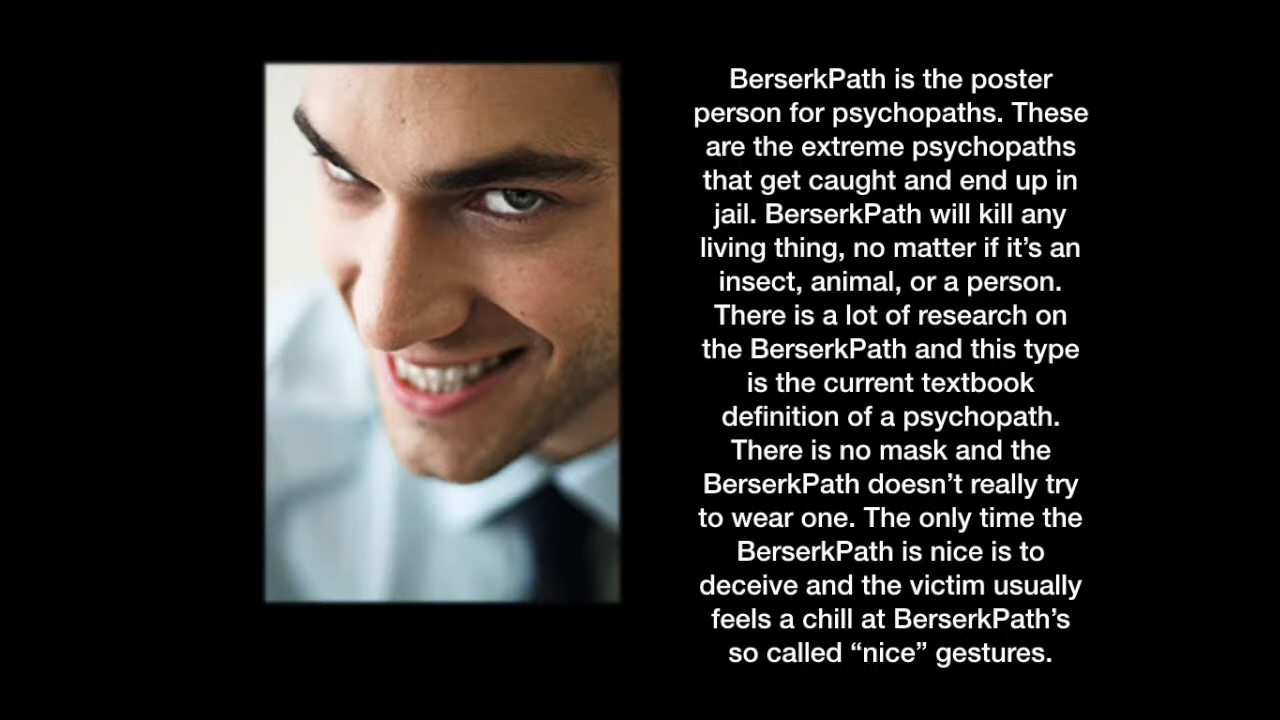 BerserkPath is the poster
person for psychopaths. These
are the extreme psychopaths
that get caught and end up in
jail. BerserkPath will kill any
living thing, no matter if it’s an
insect, animal, or a person.
There is a lot of research on
the BerserkPath and this type
is the current textbook
definition of a psychopath.
There is no mask and the
BerserkPath doesn’t really try
to wear one. The only time the
BerserkPath is nice is to
deceive and the victim usually
feels a chill at BerserkPath’s
so called “nice” gestures.